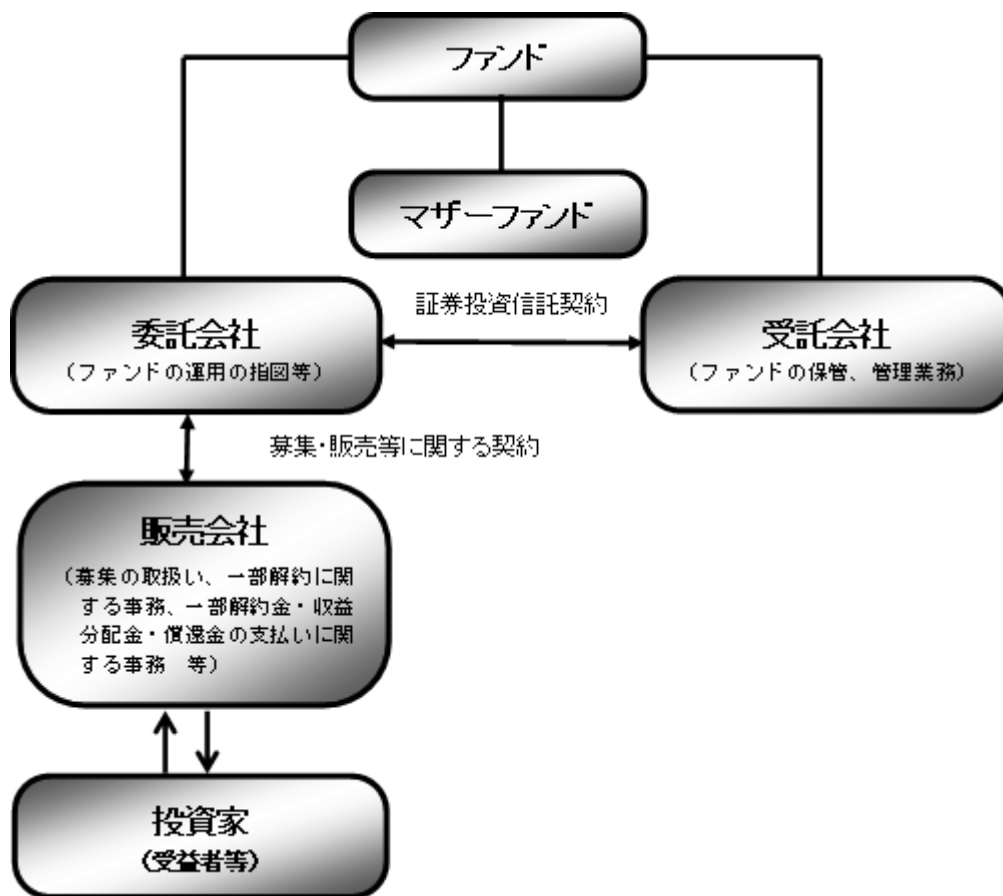 ファンド
マザーファンド
証券投資信託契約
委託会社
（ファンドの運用の指図等）
受託会社
（ファンドの保管、管理業務）
募集・販売等に関する契約
販売会社
（募集の取扱い、一部解約に関
する事務、一部解約金・収益
分配金・償還金の支払いに関
する事務　等）
投資家
（受益者等）